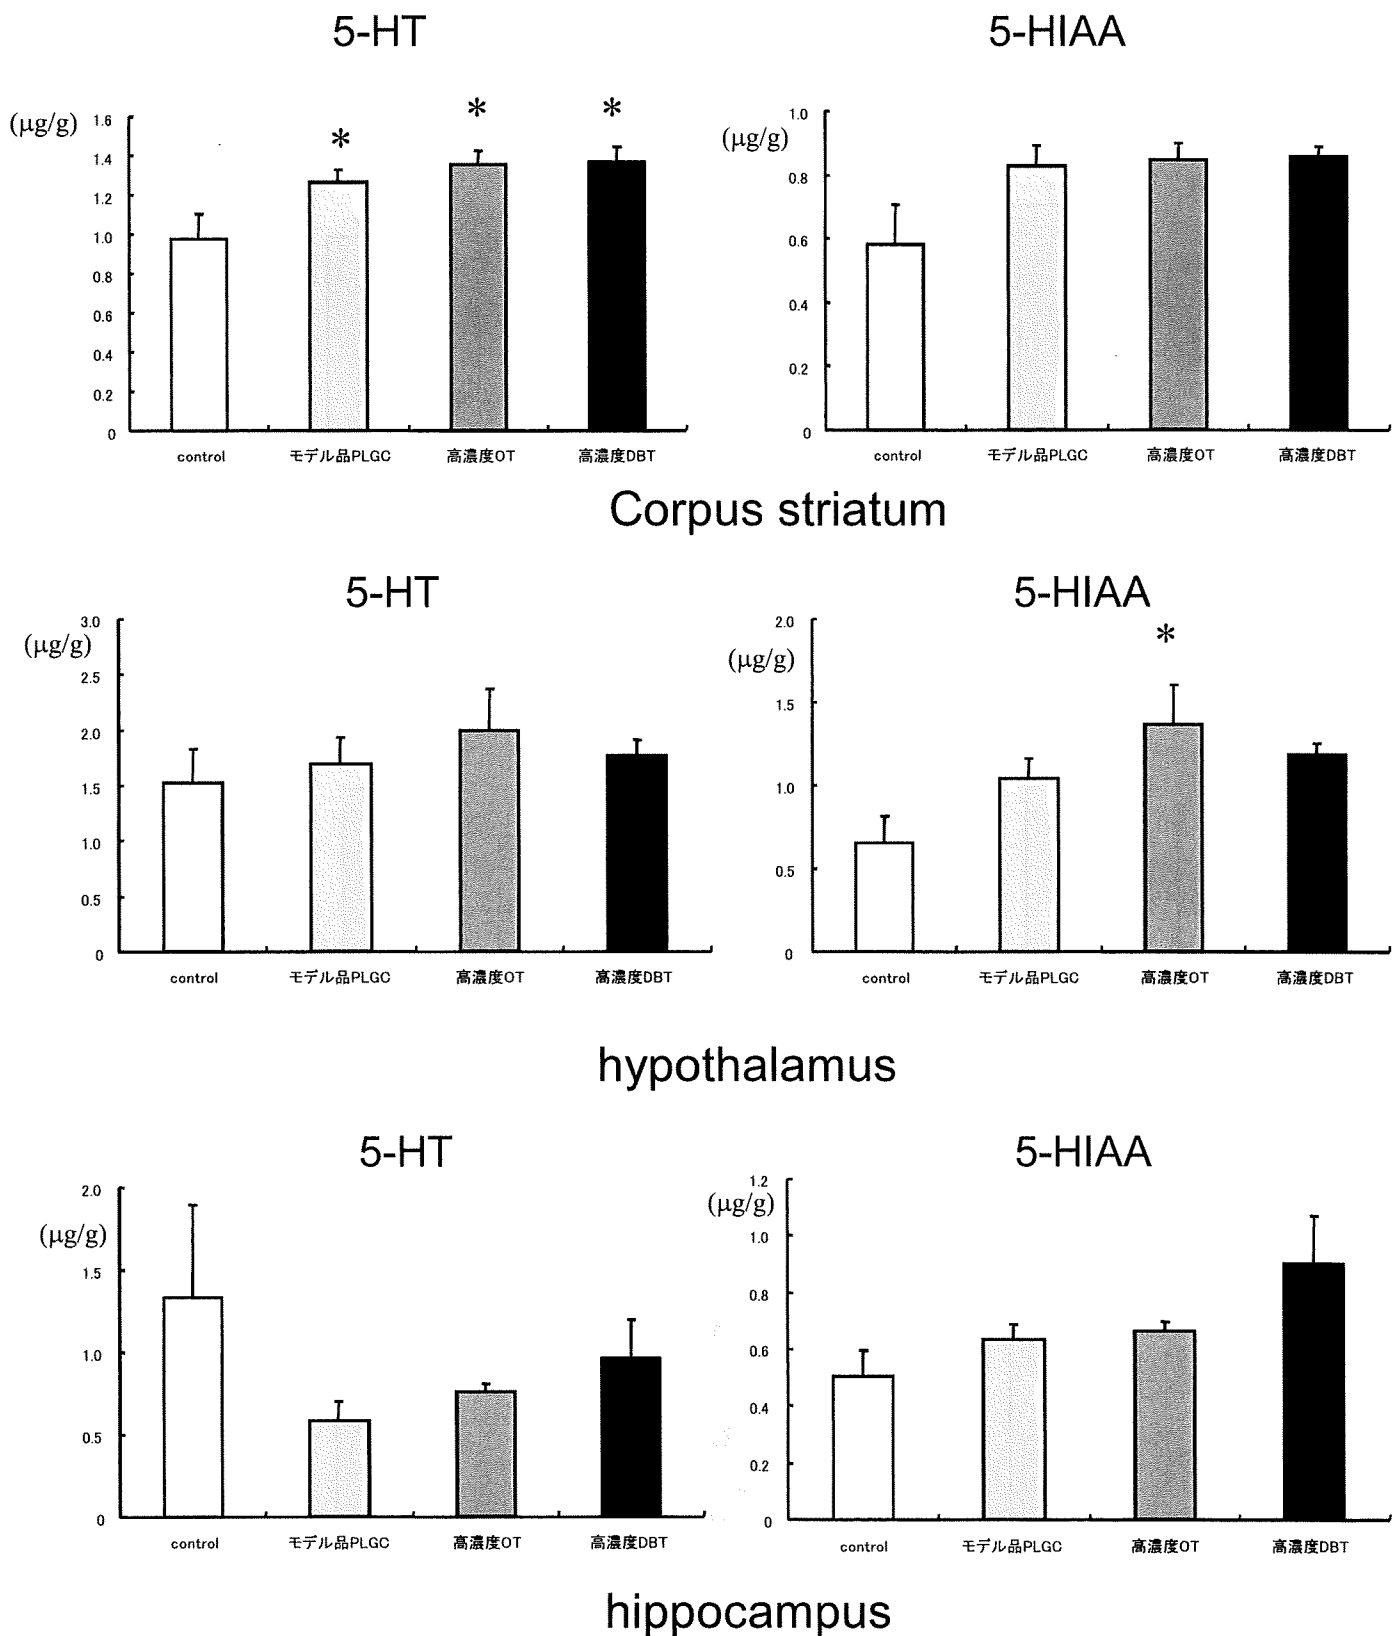 5-HT
(µg/g)
1.6
1.4
1.2
1.0
0.8
0.6
0.4
0.2
0
*
*
*
control
モデル品PLGC
高濃度OT
高濃度DBT
5-HIAA
(µg/g)
1.0
0.8
0.6
0.4
0.2
0
control
モデル品PLGC
高濃度OT
高濃度DBT
Corpus striatum
5-HT
(µg/g)
3.0
2.5
2.0
1.5
1.0
0.5
0
control
モデル品PLGC
高濃度OT
高濃度DBT
5-HIAA
(µg/g)
2.0
1.5
1.0
0.5
0
*
control
モデル品PLGC
高濃度OT
高濃度DBT
hypothalamus
5-HT
(µg/g)
2.0
1.5
1.0
0.5
0
control
モデル品PLGC
高濃度OT
高濃度DBT
5-HIAA
(µg/g)
1.2
1.0
0.8
0.6
0.4
0.2
0
control
モデル品PLGC
高濃度OT
高濃度DBT
hippocampus